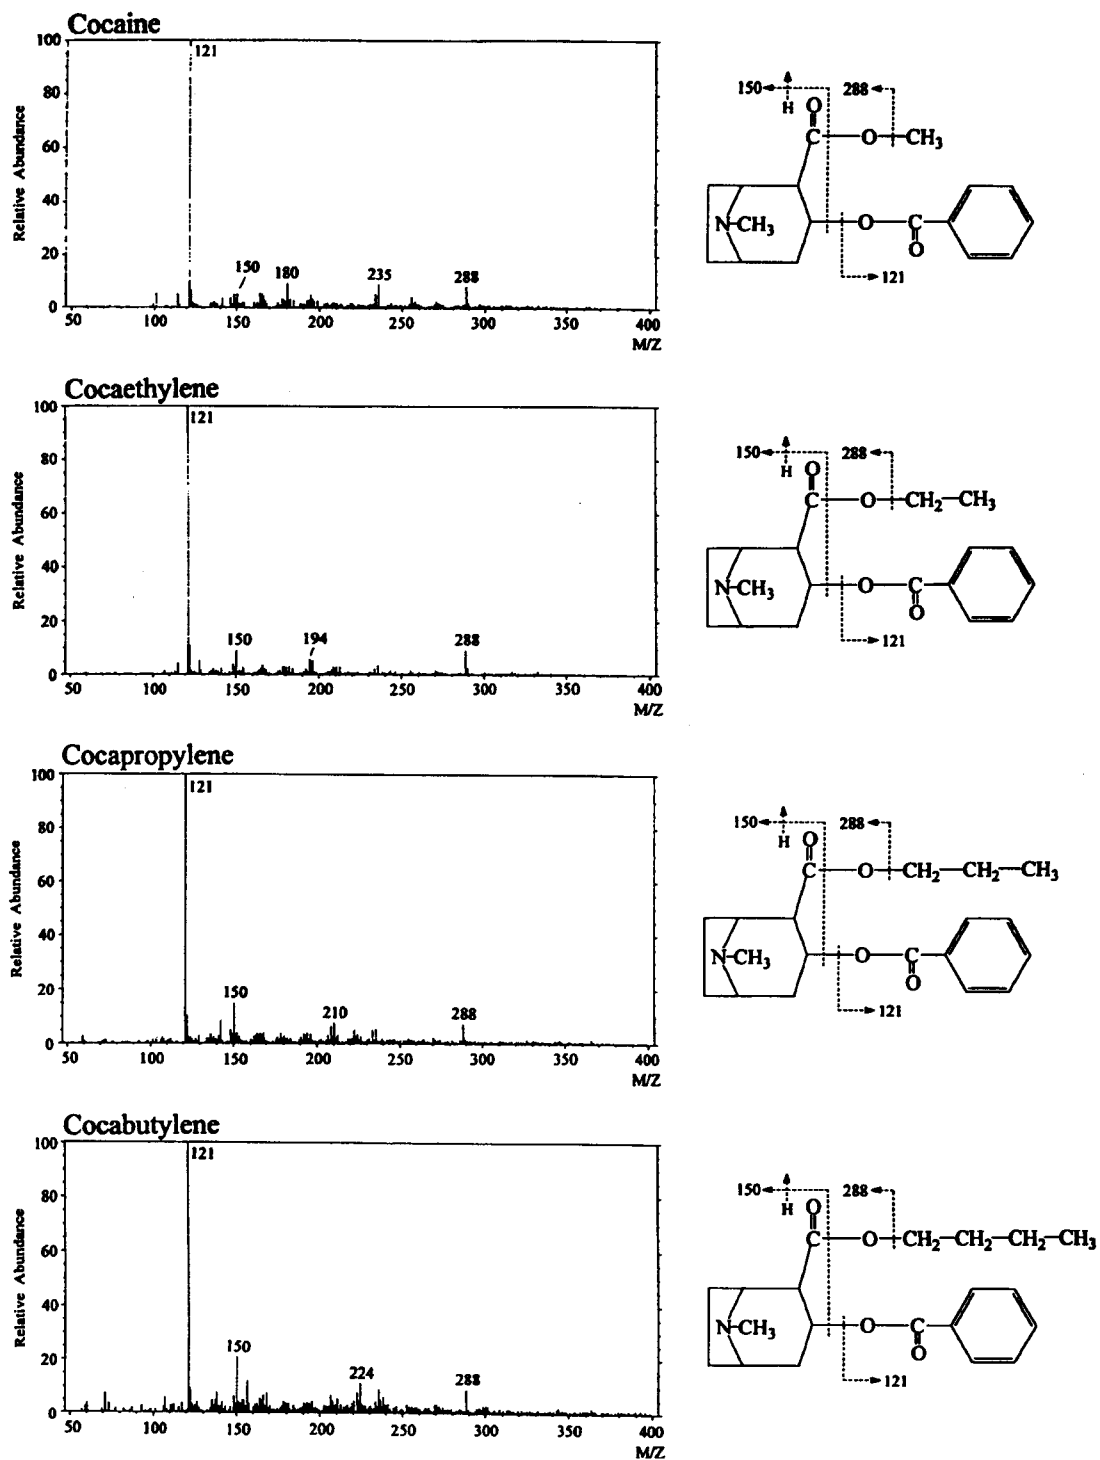 Cocaine
100
80
60
40
20
0
Relative Abundance
121
150
180
235
288
50 100 150 200 250 300 350 400
M/Z
150 H 288
O
C O CH3
N CH3 O C
O
121
Cocaethylene
100
80
60
40
20
0
Relative Abundance
121
150
194
288
50 100 150 200 250 300 350 400
M/Z
150 H 288
O
C O CH2 CH3
N CH3 O C
O
121
Cocapropylene
100
80
60
40
20
0
Relative Abundance
121
150
210
288
50 100 150 200 250 300 350 400
M/Z
150 H 288
O
C O CH2 CH2 CH3
N CH3 O C
O
121
Cocabutylene
100
80
60
40
20
0
Relative Abundance
121
150
224
288
50 100 150 200 250 300 350 400
M/Z
150 H 288
O
C O CH2 CH2 CH2 CH3
N CH3 O C
O
121